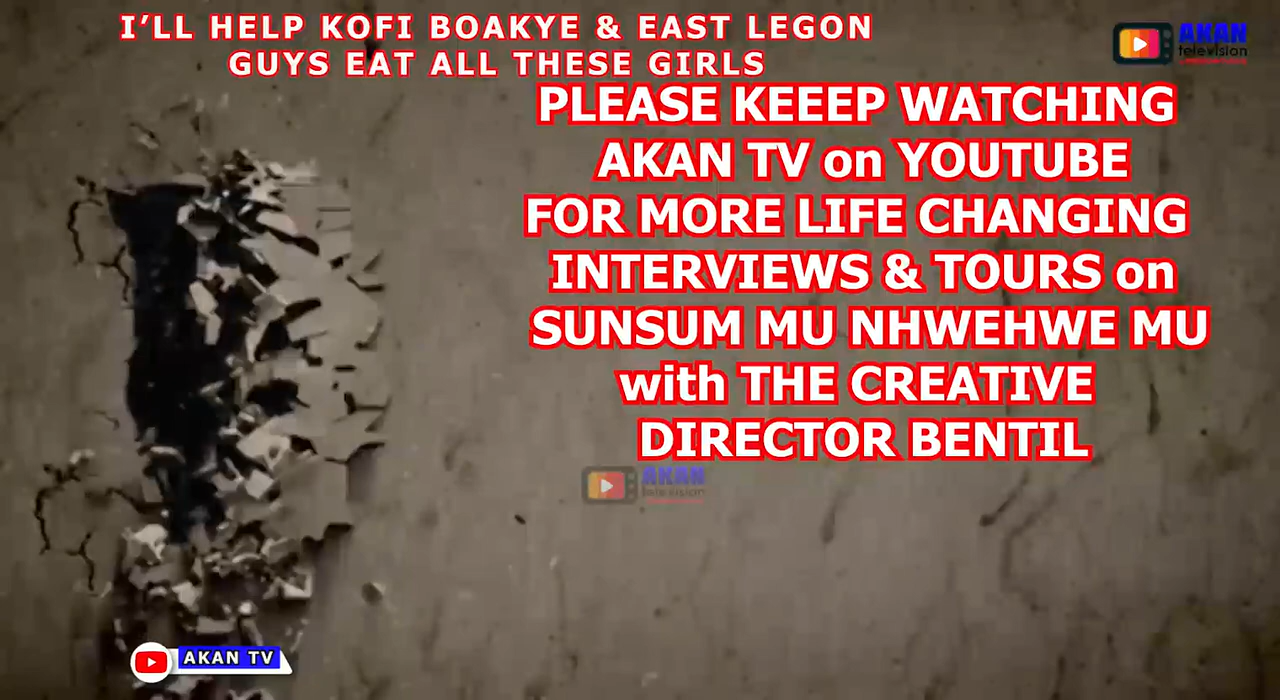 I’LL HELP KOFI BOAKYE & EAST LEGON
GUYS EAT ALL THESE GIRLS
AKAN
television
PLEASE KEEEP WATCHING
AKAN TV on YOUTUBE
FOR MORE LIFE CHANGING
INTERVIEWS & TOURS on
SUNSUM MU NHWEHWE MU
with THE CREATIVE
DIRECTOR BENTIL
AKAN
television
AKAN TV